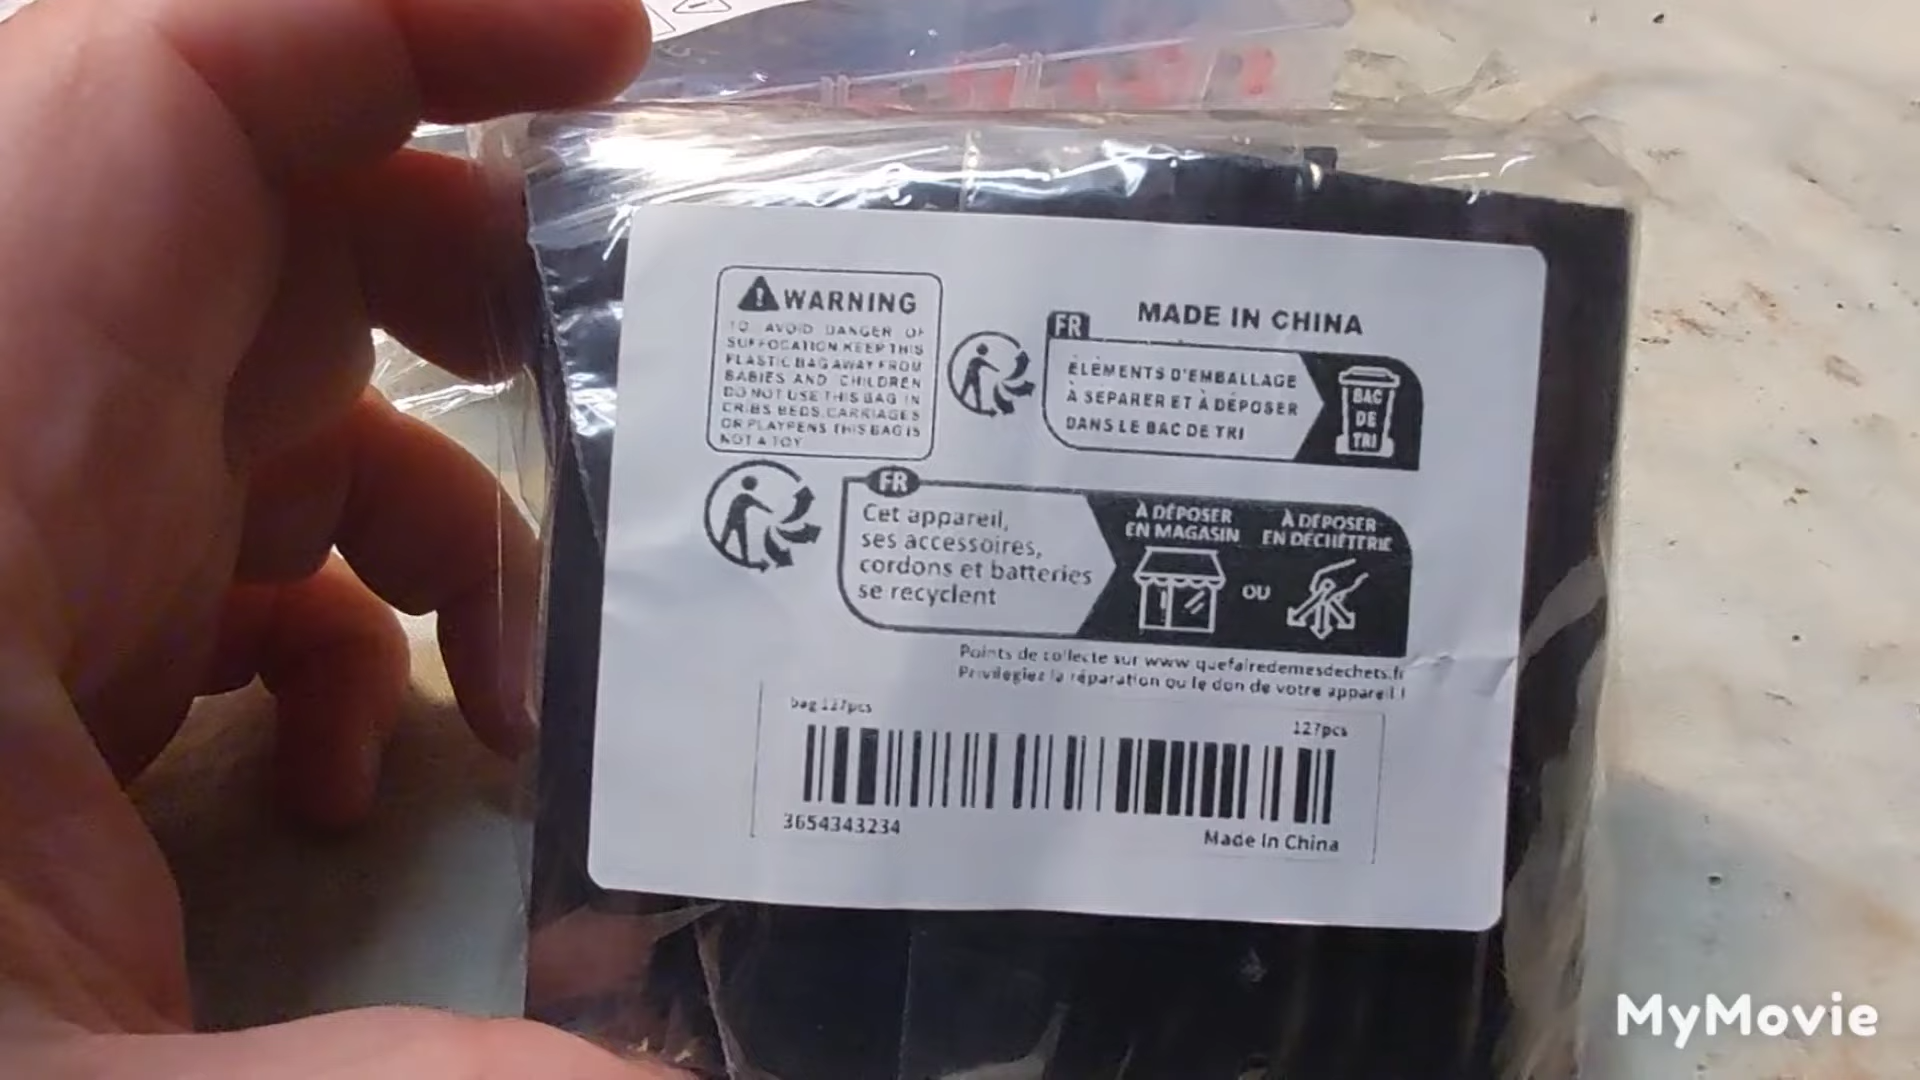 WARNING
TO AVOID DANGER OF
SUFFOCATION KEEP THIS
PLASTIC BAG AWAY FROM
BABIES AND CHILDREN
DO NOT USE THIS BAG IN
CRIBS BEDS, CARRIAGES
OR PLAYPENS THIS BAG IS
NOT A TOY
MADE IN CHINA
FR
ÉLÉMENTS D'EMBALLAGE
À SÉPARER ET À DÉPOSER
DANS LE BAC DE TRI
BAC
DE
TRI
FR
Cet appareil,
ses accessoires,
cordons et batteries
se recyclent
À DÉPOSER
EN MAGASIN
OU
À DÉPOSER
EN DÉCHÈTERIE
Points de collecte sur www quefairedemesdechets.fr
Privilégiez la réparation ou le don de votre appareil !
bag 127pcs
127pcs
3654343234
Made In China
MyMovie